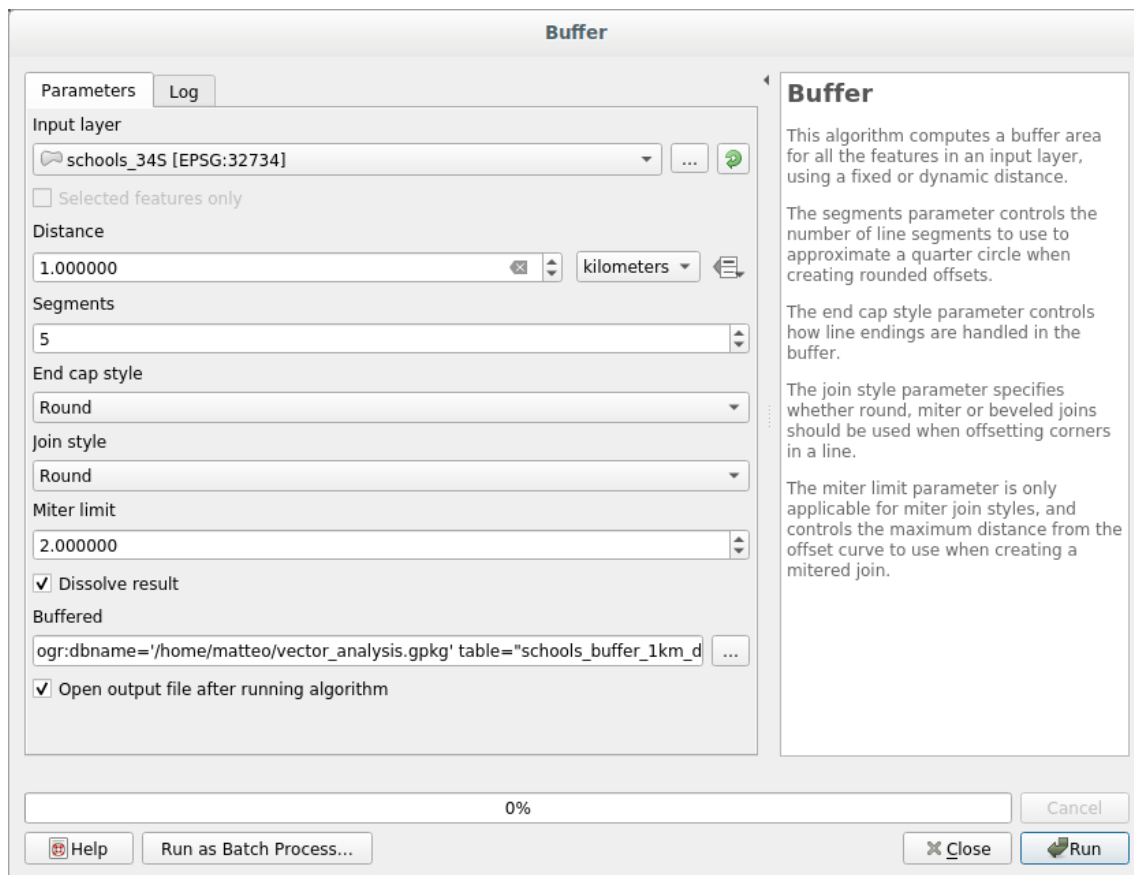 Buffer
Parameters
Log
Input layer
schools_34S [EPSG:32734]
...
Selected features only
Distance
1.000000
kilometers
Segments
5
End cap style
Round
Join style
Round
Miter limit
2.000000
Dissolve result
Buffered
ogr:dbname='/home/matteo/vector_analysis.gpkg' table="schools_buffer_1km_d
...
Open output file after running algorithm
Buffer
This algorithm computes a buffer area
for all the features in an input layer,
using a fixed or dynamic distance.
The segments parameter controls the
number of line segments to use to
approximate a quarter circle when
creating rounded offsets.
The end cap style parameter controls
how line endings are handled in the
buffer.
The join style parameter specifies
whether round, miter or beveled joins
should be used when offsetting corners
in a line.
The miter limit parameter is only
applicable for miter join styles, and
controls the maximum distance from the
offset curve to use when creating a
mitered join.
0%
Cancel
Help
Run as Batch Process...
Close
Run